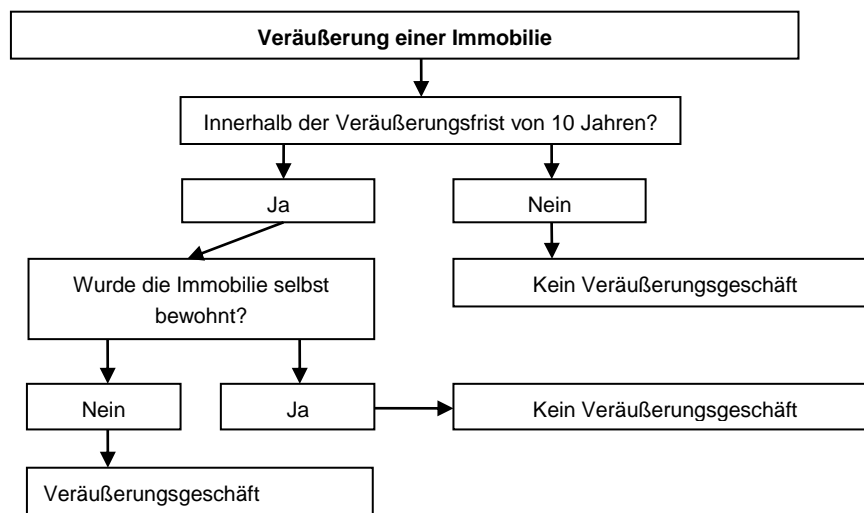 Veräußerung einer Immobilie
Innerhalb der Veräußerungsfrist von 10 Jahren?
Ja
Nein
Wurde die Immobilie selbst
bewohnt?
Kein Veräußerungsgeschäft
Nein
Ja
Kein Veräußerungsgeschäft
Veräußerungsgeschäft